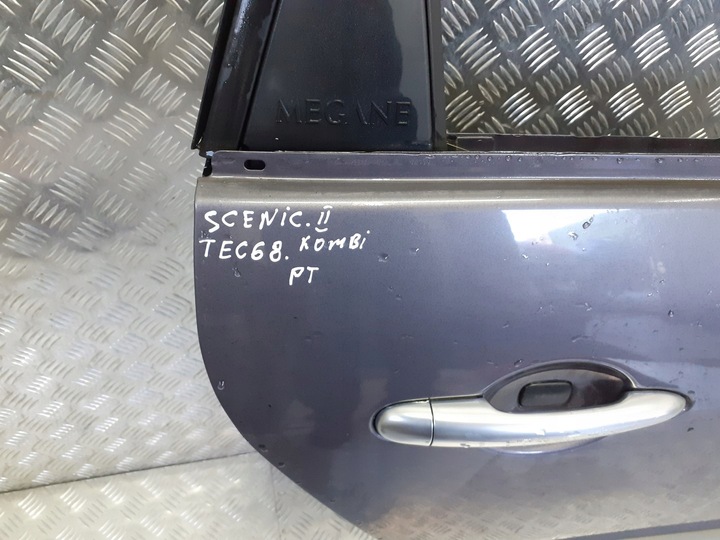 MEGANE
SCENiC. II
TEC68. KOMBi
PT